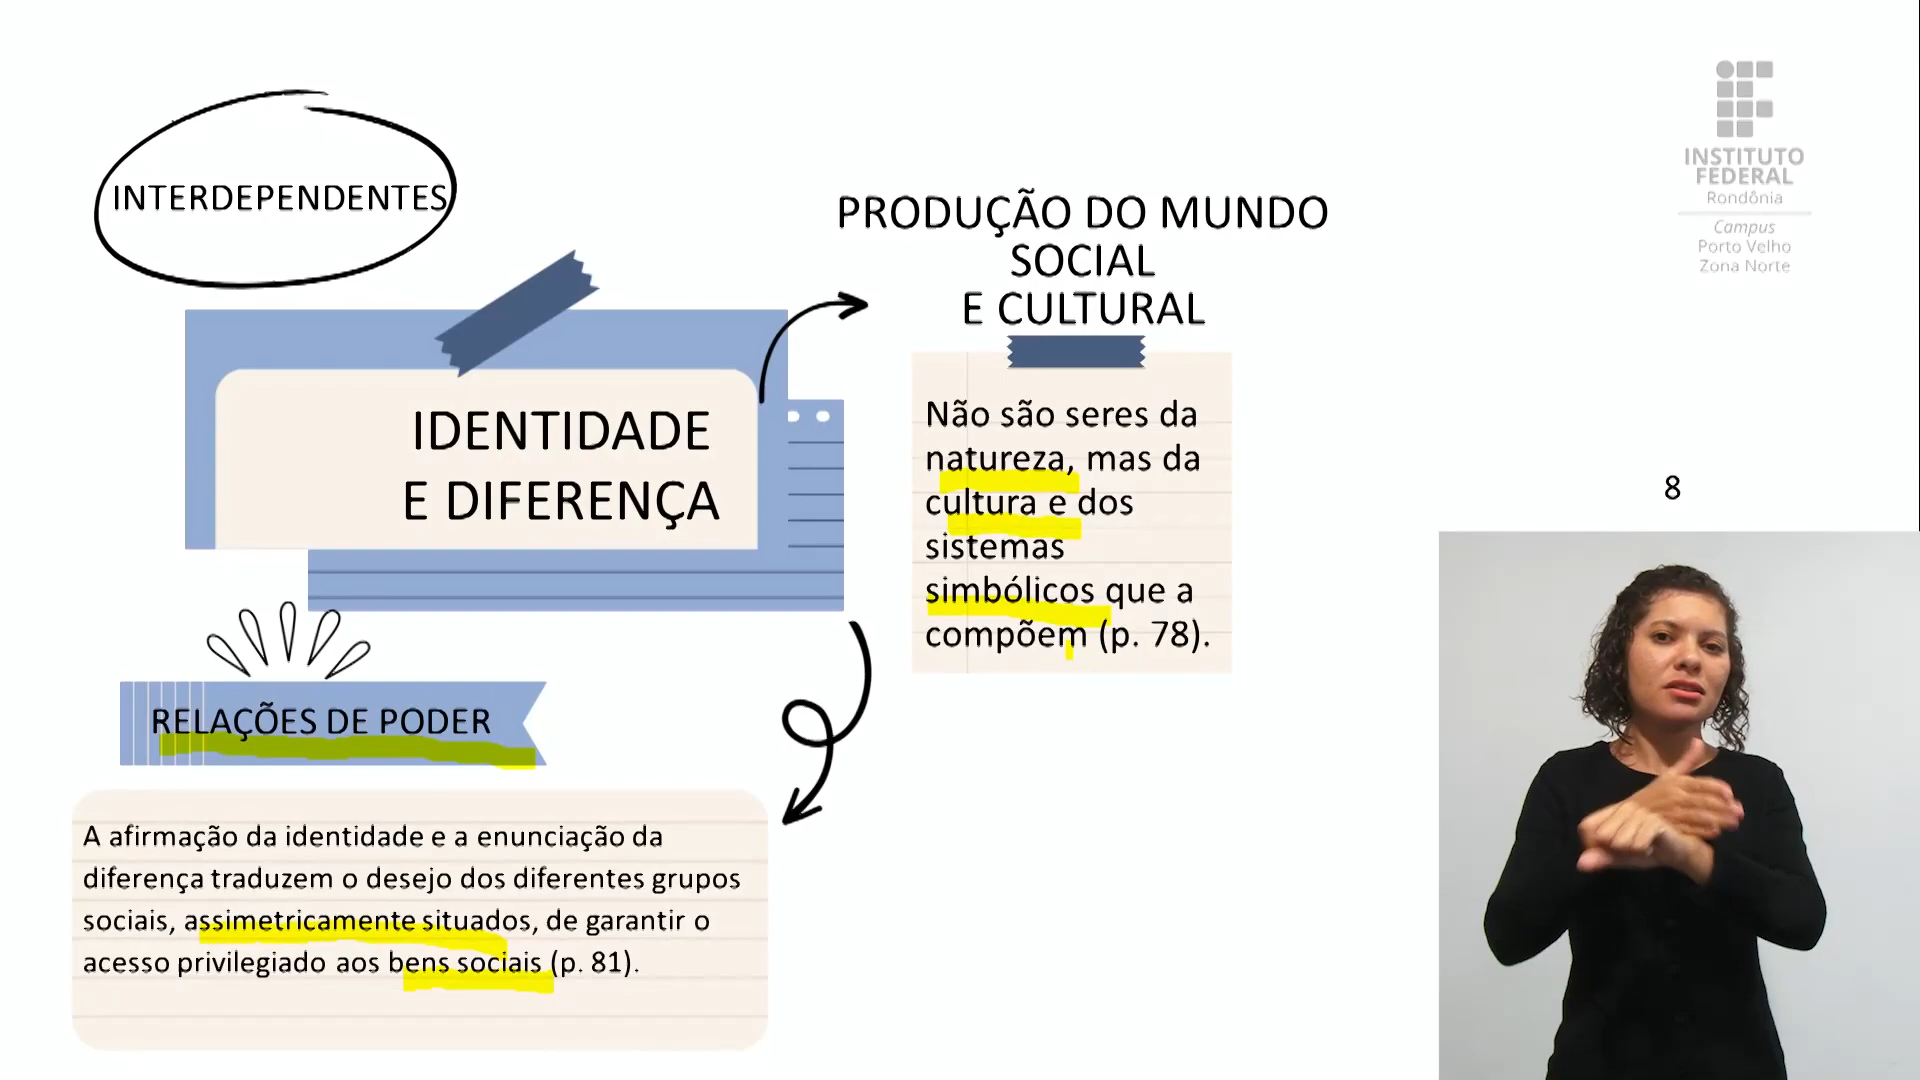 INTERDEPENDENTES
IDENTIDADE
E DIFERENÇA
PRODUÇÃO DO MUNDO
SOCIAL
E CULTURAL
Não são seres da
natureza, mas da
cultura e dos
sistemas
simbólicos que a
compõem (p. 78).
RELAÇÕES DE PODER
A afirmação da identidade e a enunciação da
diferença traduzem o desejo dos diferentes grupos
sociais, assimetricamente situados, de garantir o
acesso privilegiado aos bens sociais (p. 81).
INSTITUTO
FEDERAL
Rondônia
Campus
Porto Velho
Zona Norte
8